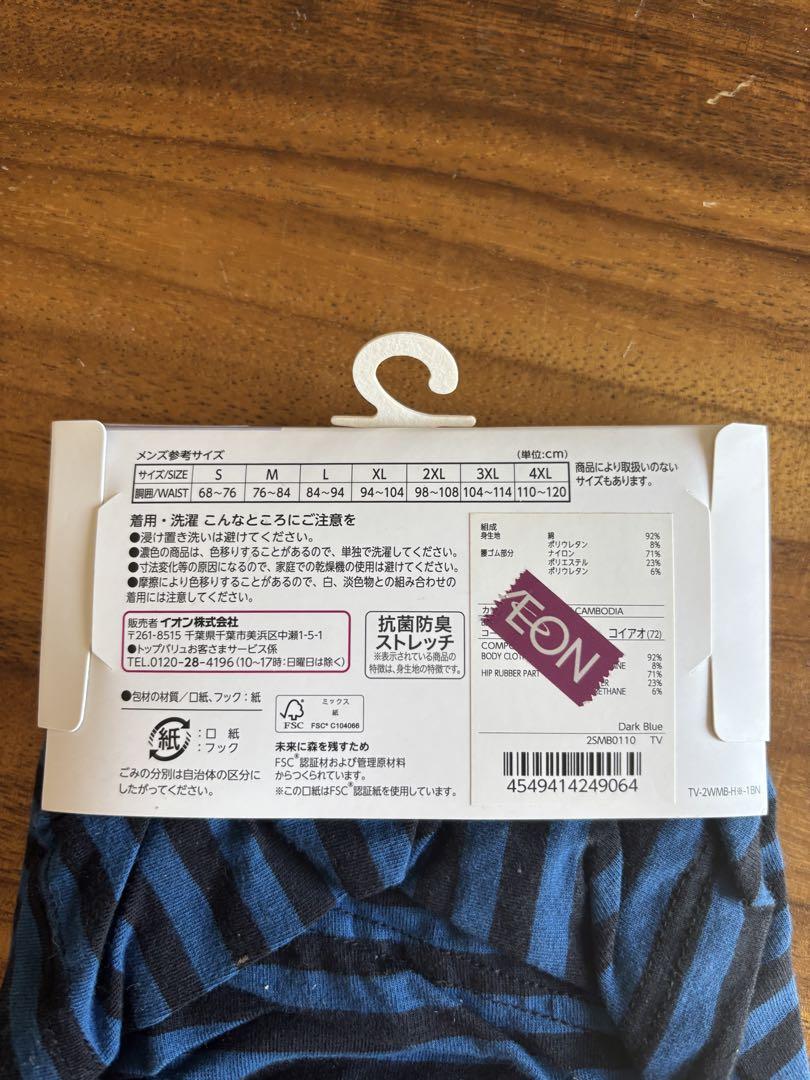 メンズ参考サイズ (単位:cm)
サイズ/SIZE S M L XL 2XL 3XL 4XL
胴囲/WAIST 68~76 76~84 84~94 94~104 98~108 104~114 110~120
商品により取扱いのない
サイズもあります。
着用・洗濯 こんなところにご注意を
●浸け置き洗いは避けてください。
●濃色の商品は、色移りすることがあるので、単独で洗濯してください。
●寸法変化等の原因になるので、家庭での乾燥機の使用は避けてください。
●摩擦により色移りすることがあるので、白、淡色物との組み合わせの
着用には注意してください。
販売者 イオン株式会社
〒261-8515 千葉県千葉市美浜区中瀬1-5-1
●トップバリュお客さまサービス係
TEL.0120-28-4196(10~17時:日曜日は除く)
抗菌防臭
ストレッチ
※表示されている商品の
特徴は、身生地の特徴です。
●包材の材質/口紙、フック:紙
紙
:口 紙
:フック
ごみの分別は自治体の区分に
したがってください。
FSC
ミックス
紙
FSC® C104066
未来に森を残すため
FSC®認証材および管理原材料
からつくられています。
※この口紙はFSC®認証紙を使用しています。
組成
身生地 綿 92%
ポリウレタン 8%
腰ゴム部分 ナイロン 71%
ポリエステル 23%
ポリウレタン 6%
CAMBODIA
コイアオ(72)
BODY CLOT 92%
8%
HIP RUBBER PART 71%
23%
6%
ÆON
Dark Blue
2SMB0110 TV
4549414249064
TV-2WMB-H※-1BN